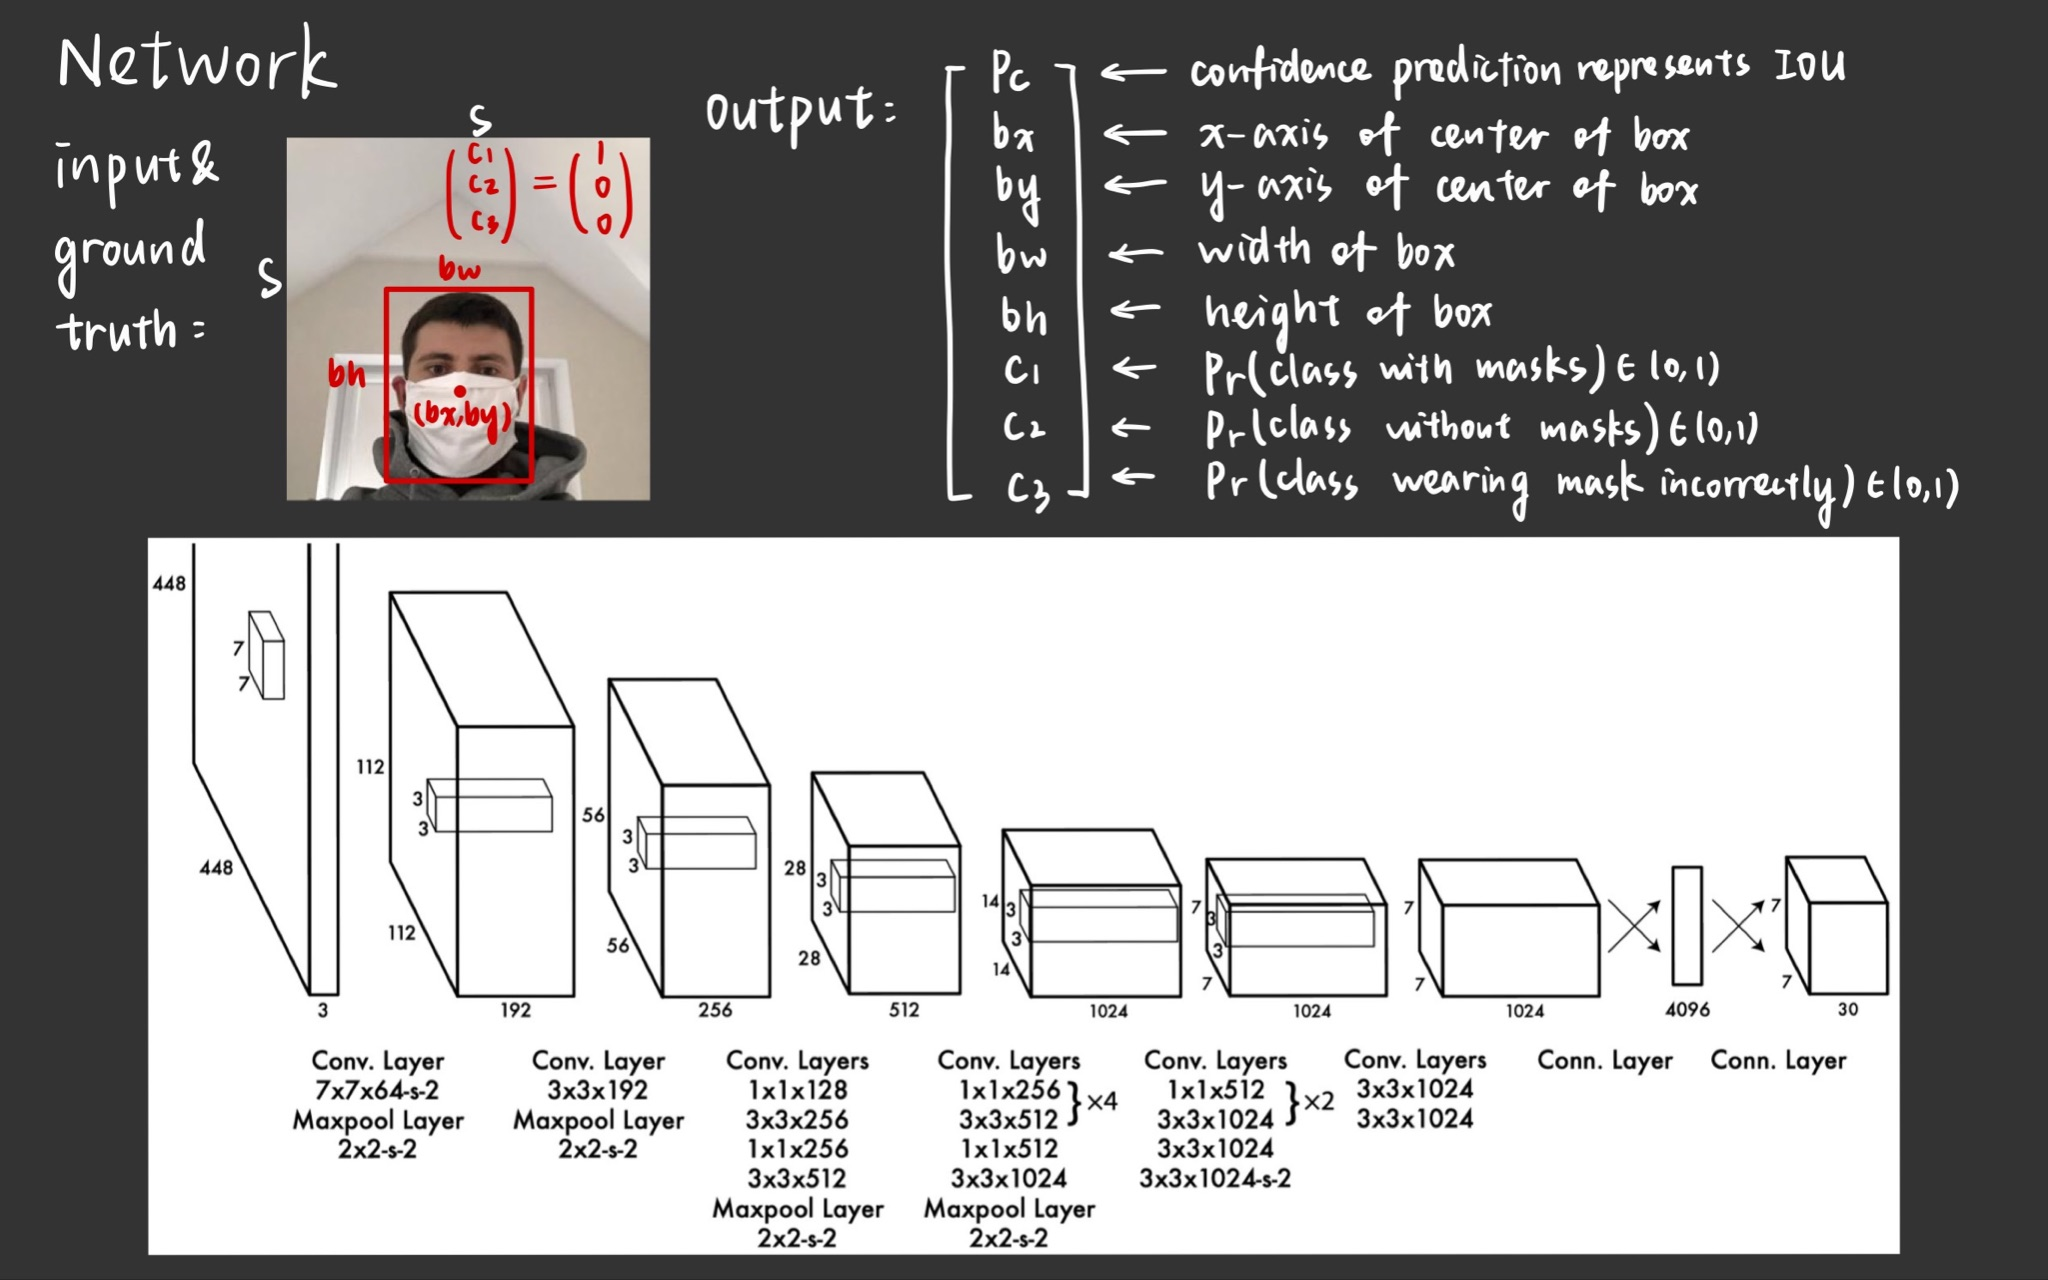 Network
input&
ground
truth:
S
S
C1
C2
C3
=
1
0
0
bw
bh
(bx,by)
output:
Pc ← confidence prediction represents IOU
bx ← x-axis of center of box
by ← y-axis of center of box
bw ← width of box
bh ← height of box
C1 ← Pr(class with masks) ∈ (0,1)
C2 ← Pr(class without masks) ∈ (0,1)
C3 ← Pr(class wearing mask incorrectly) ∈ (0,1)
448
448
7
7
3
112
112
3
3
192
56
56
3
3
256
28
28
3
3
512
14
14
3
3
1024
7
7
3
3
1024
7
7
1024
4096
7
7
30
Conv. Layer
7x7x64-s-2
Maxpool Layer
2x2-s-2
Conv. Layer
3x3x192
Maxpool Layer
2x2-s-2
Conv. Layers
1x1x128
3x3x256
1x1x256
3x3x512
Maxpool Layer
2x2-s-2
Conv. Layers
1x1x256
3x3x512
}×4
1x1x512
3x3x1024
Maxpool Layer
2x2-s-2
Conv. Layers
1x1x512
3x3x1024
}×2
3x3x1024
3x3x1024-s-2
Conv. Layers
3x3x1024
3x3x1024
Conn. Layer
Conn. Layer